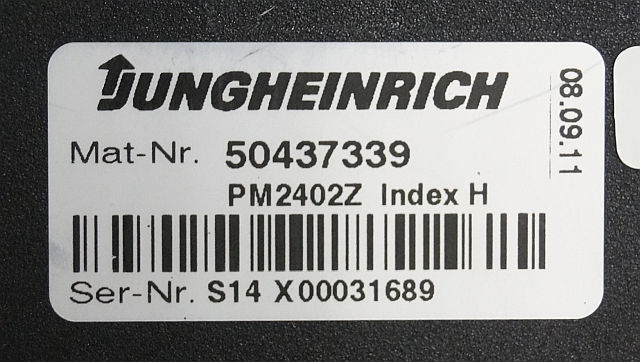 JUNGHEINRICH
08.09.11
Mat-Nr. 50437339
PM2402Z Index H
Ser-Nr. S14 X00031689